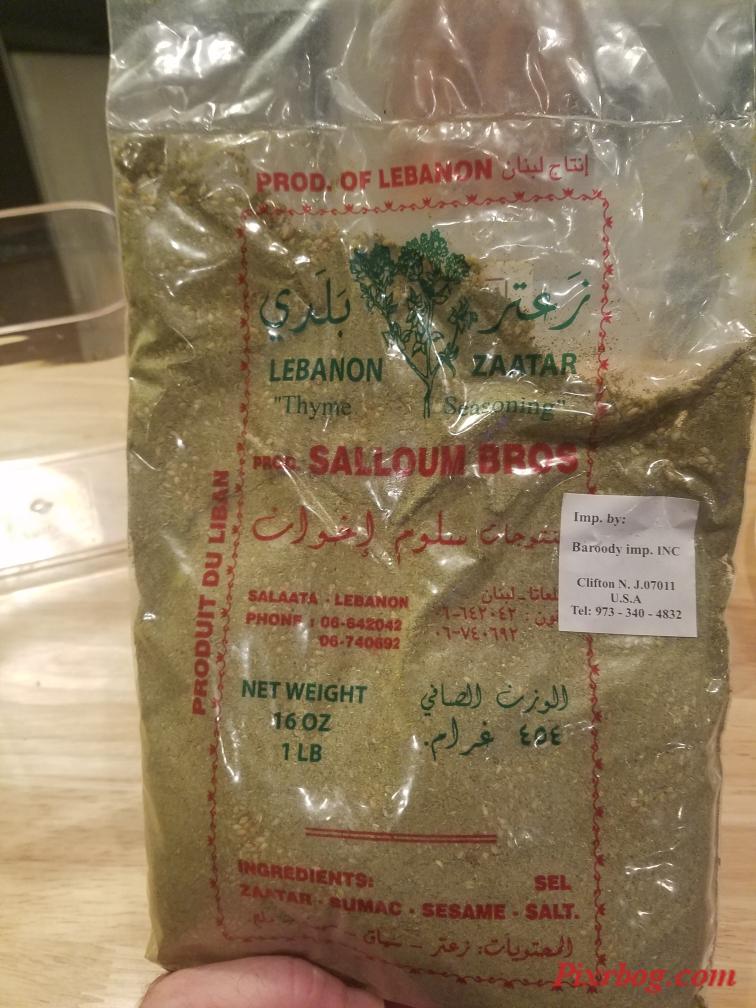 PROD. OF LEBANON إنتاج لبنان
زَعتر بَلَدي
LEBANON ZAATAR
"Thyme Seasoning"
PROD. SALLOUM BROS
سلوم إخوان
PRODUIT DU LIBAN
SALAATA - LEBANON
PHONE : 06-642042
06-740692
لبنان
٠٦-٦٤٢٠٤٢
٠٦-٧٤٠٦٩٢
Imp. by:
Baroody imp. INC
Clifton N. J.07011
U.S.A
Tel: 973 - 340 - 4832
NET WEIGHT
16 OZ
1 LB
الوزن الصافي
٤٥٤ غرام.
INGREDIENTS: SEL
ZAATAR - SUMAC - SESAME - SALT.
المحتويات: زعتر - سماق -
Pixrbog.com